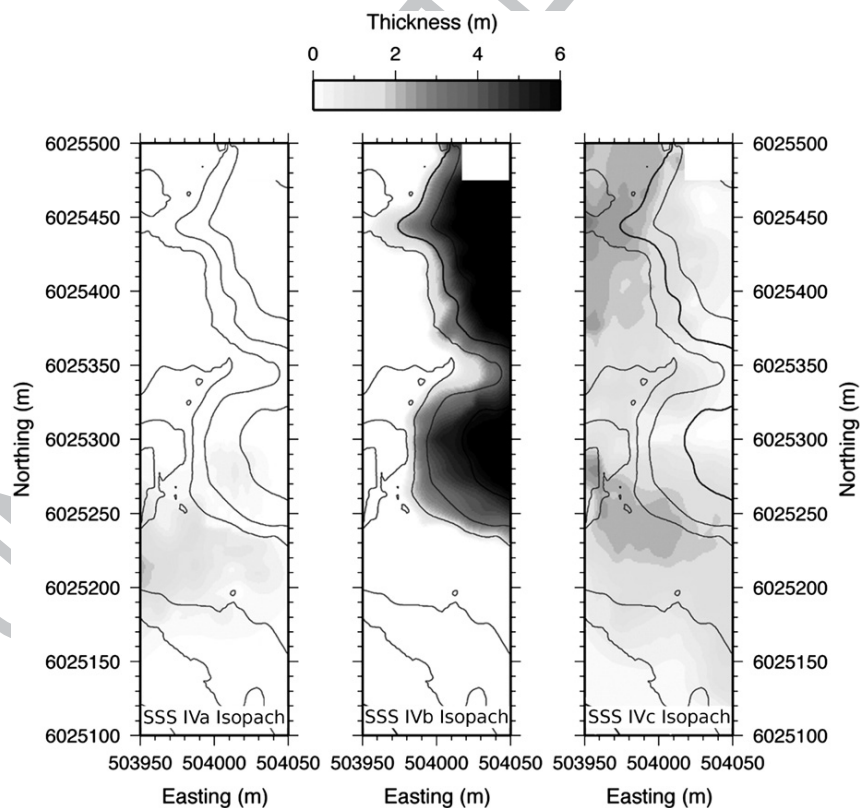 Thickness (m)
0 2 4 6
6025500 6025500
6025450 6025450
6025400 6025400
6025350 6025350
Northing (m) Northing (m)
6025300 6025300
6025250 6025250
6025200 6025200
6025150 6025150
SSS IVa Isopach SSS IVb Isopach SSS IVc Isopach
6025100 6025100
503950 504000 504050 503950 504000 504050 503950 504000 504050
Easting (m) Easting (m) Easting (m)